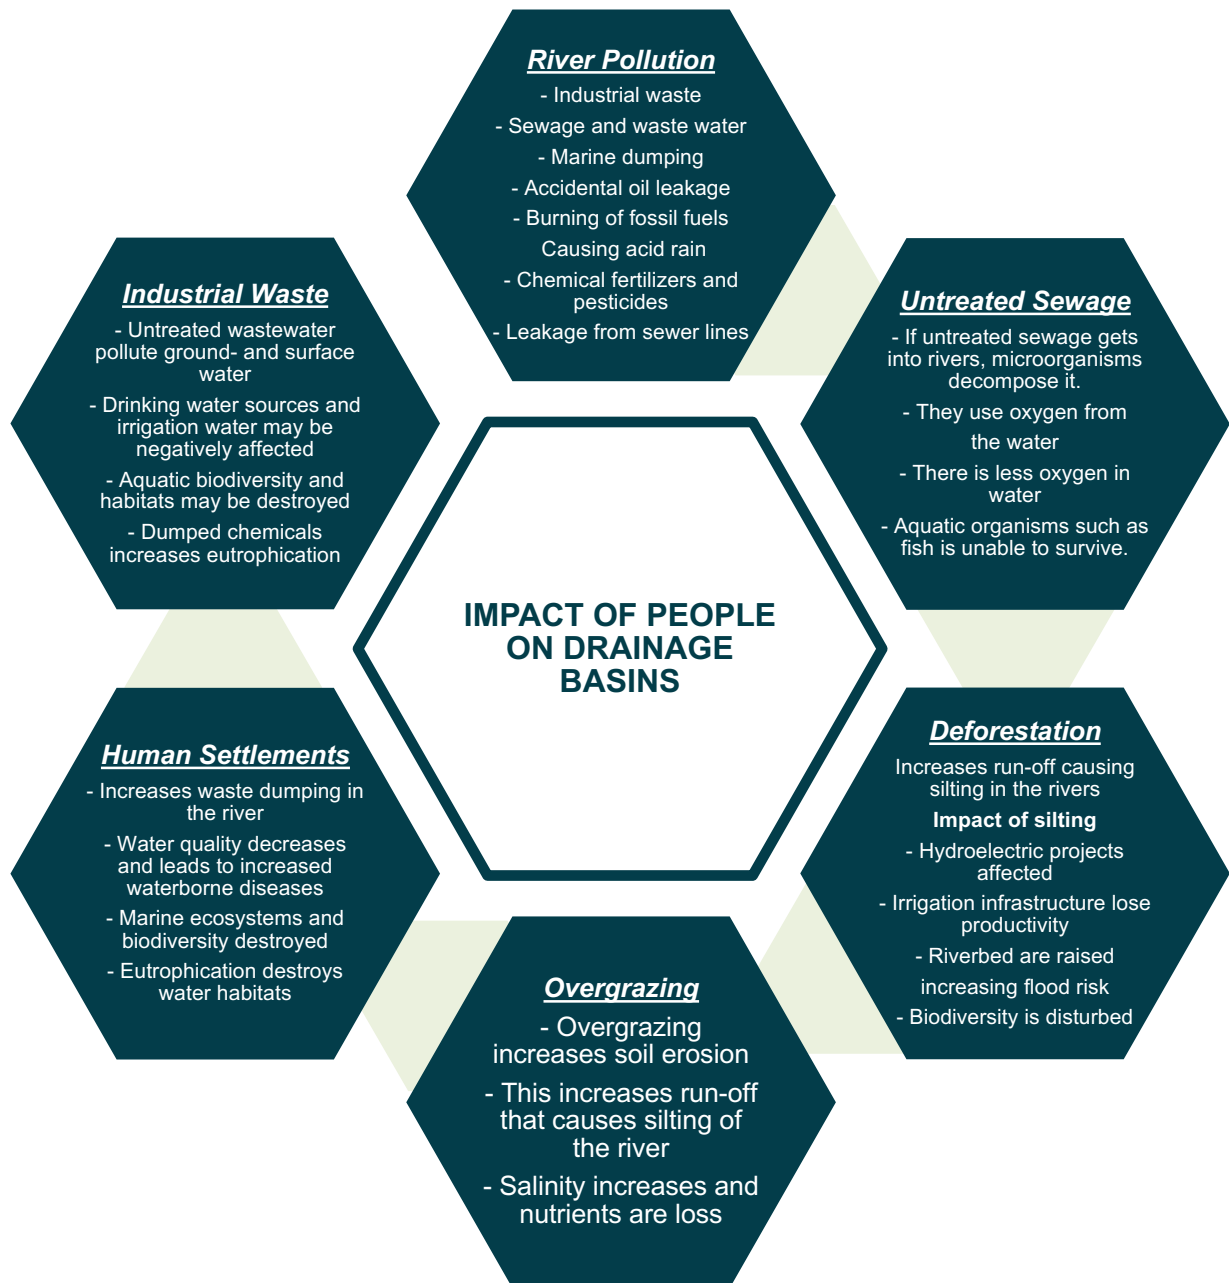 River Pollution
- Industrial waste
- Sewage and waste water
- Marine dumping
- Accidental oil leakage
- Burning of fossil fuels
Causing acid rain
- Chemical fertilizers and
pesticides
- Leakage from sewer lines
Untreated Sewage
- If untreated sewage gets
into rivers, microorganisms
decompose it.
- They use oxygen from
the water
- There is less oxygen in
water
- Aquatic organisms such as
fish is unable to survive.
Deforestation
Increases run-off causing
silting in the rivers
Impact of silting
- Hydroelectric projects
affected
- Irrigation infrastructure lose
productivity
- Riverbed are raised
increasing flood risk
- Biodiversity is disturbed
Overgrazing
- Overgrazing
increases soil erosion
- This increases run-off
that causes silting of
the river
- Salinity increases and
nutrients are loss
Human Settlements
- Increases waste dumping in
the river
- Water quality decreases
and leads to increased
waterborne diseases
- Marine ecosystems and
biodiversity destroyed
- Eutrophication destroys
water habitats
Industrial Waste
- Untreated wastewater
pollute ground- and surface
water
- Drinking water sources and
irrigation water may be
negatively affected
- Aquatic biodiversity and
habitats may be destroyed
- Dumped chemicals
increases eutrophication
IMPACT OF PEOPLE
ON DRAINAGE
BASINS